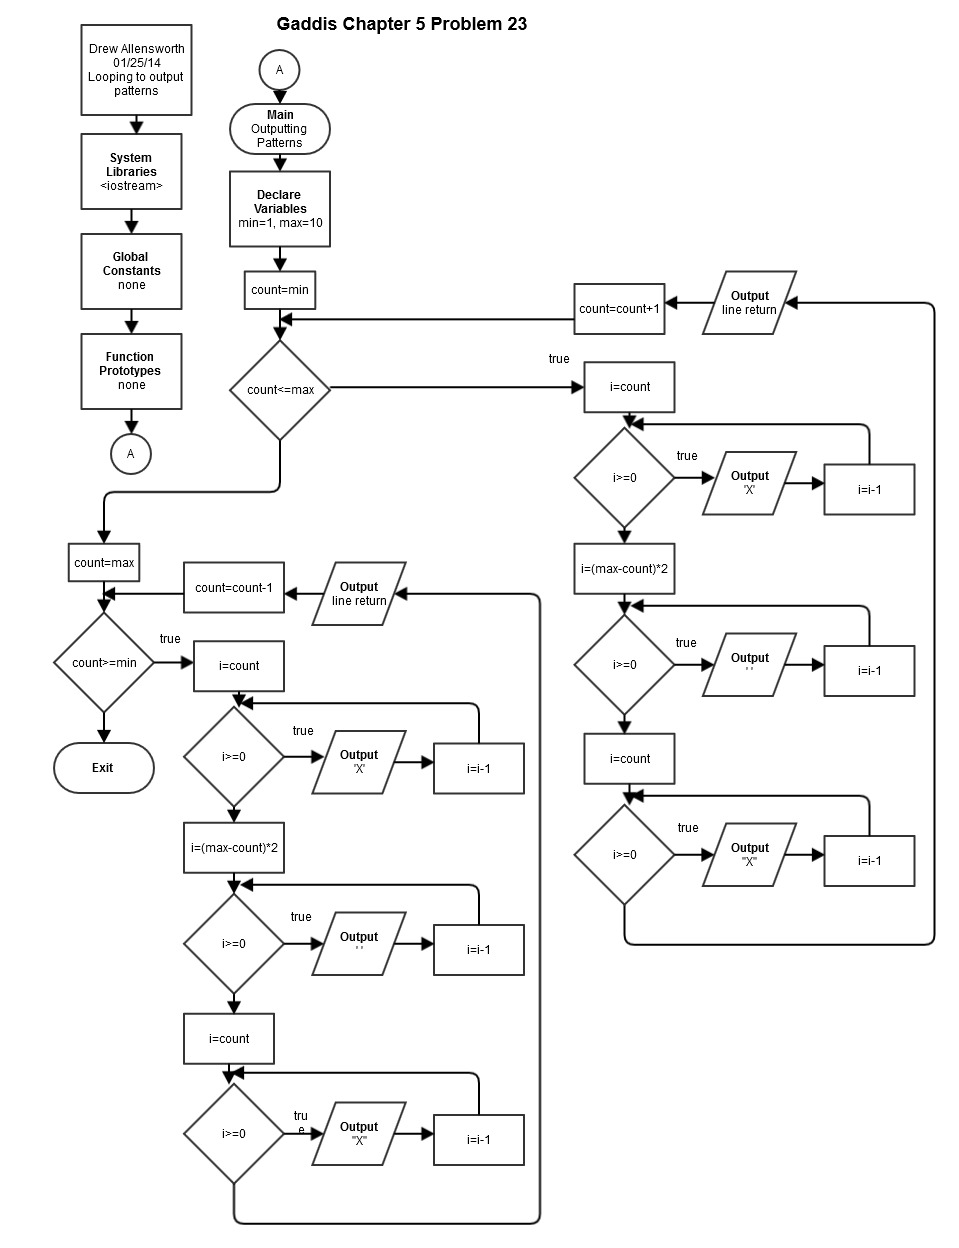 Gaddis Chapter 5 Problem 23
Drew Allensworth
01/25/14
Looping to output
patterns
System
Libraries
<iostream>
Global
Constants
none
Function
Prototypes
none
A
A
Main
Outputting
Patterns
Declare
Variables
min=1, max=10
count=min
count<=max
true
count=count+1
Output
line return
i=count
i>=0
true
Output
'X'
i=i-1
i=(max-count)*2
i>=0
true
Output
' '
i=i-1
i=count
i>=0
true
Output
"X"
i=i-1
count=max
count>=min
true
Exit
count=count-1
Output
line return
i=count
i>=0
true
Output
'X'
i=i-1
i=(max-count)*2
i>=0
true
Output
' '
i=i-1
i=count
i>=0
tru
e
Output
"X"
i=i-1